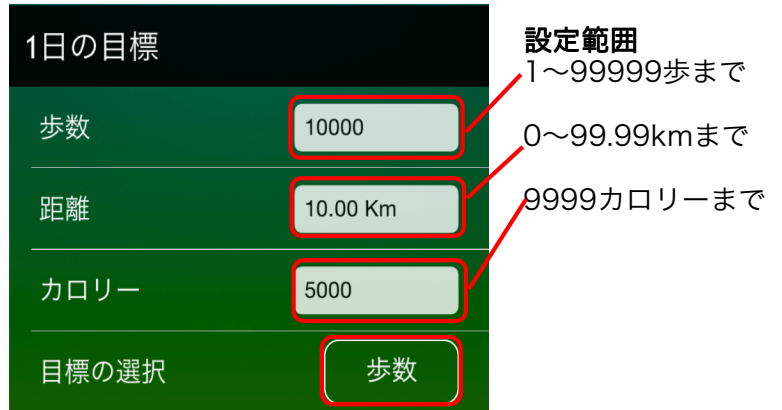 1日の目標
設定範囲
1〜99999歩まで
歩数
10000
0〜99.99kmまで
距離
10.00 Km
9999カロリーまで
カロリー
5000
目標の選択
歩数